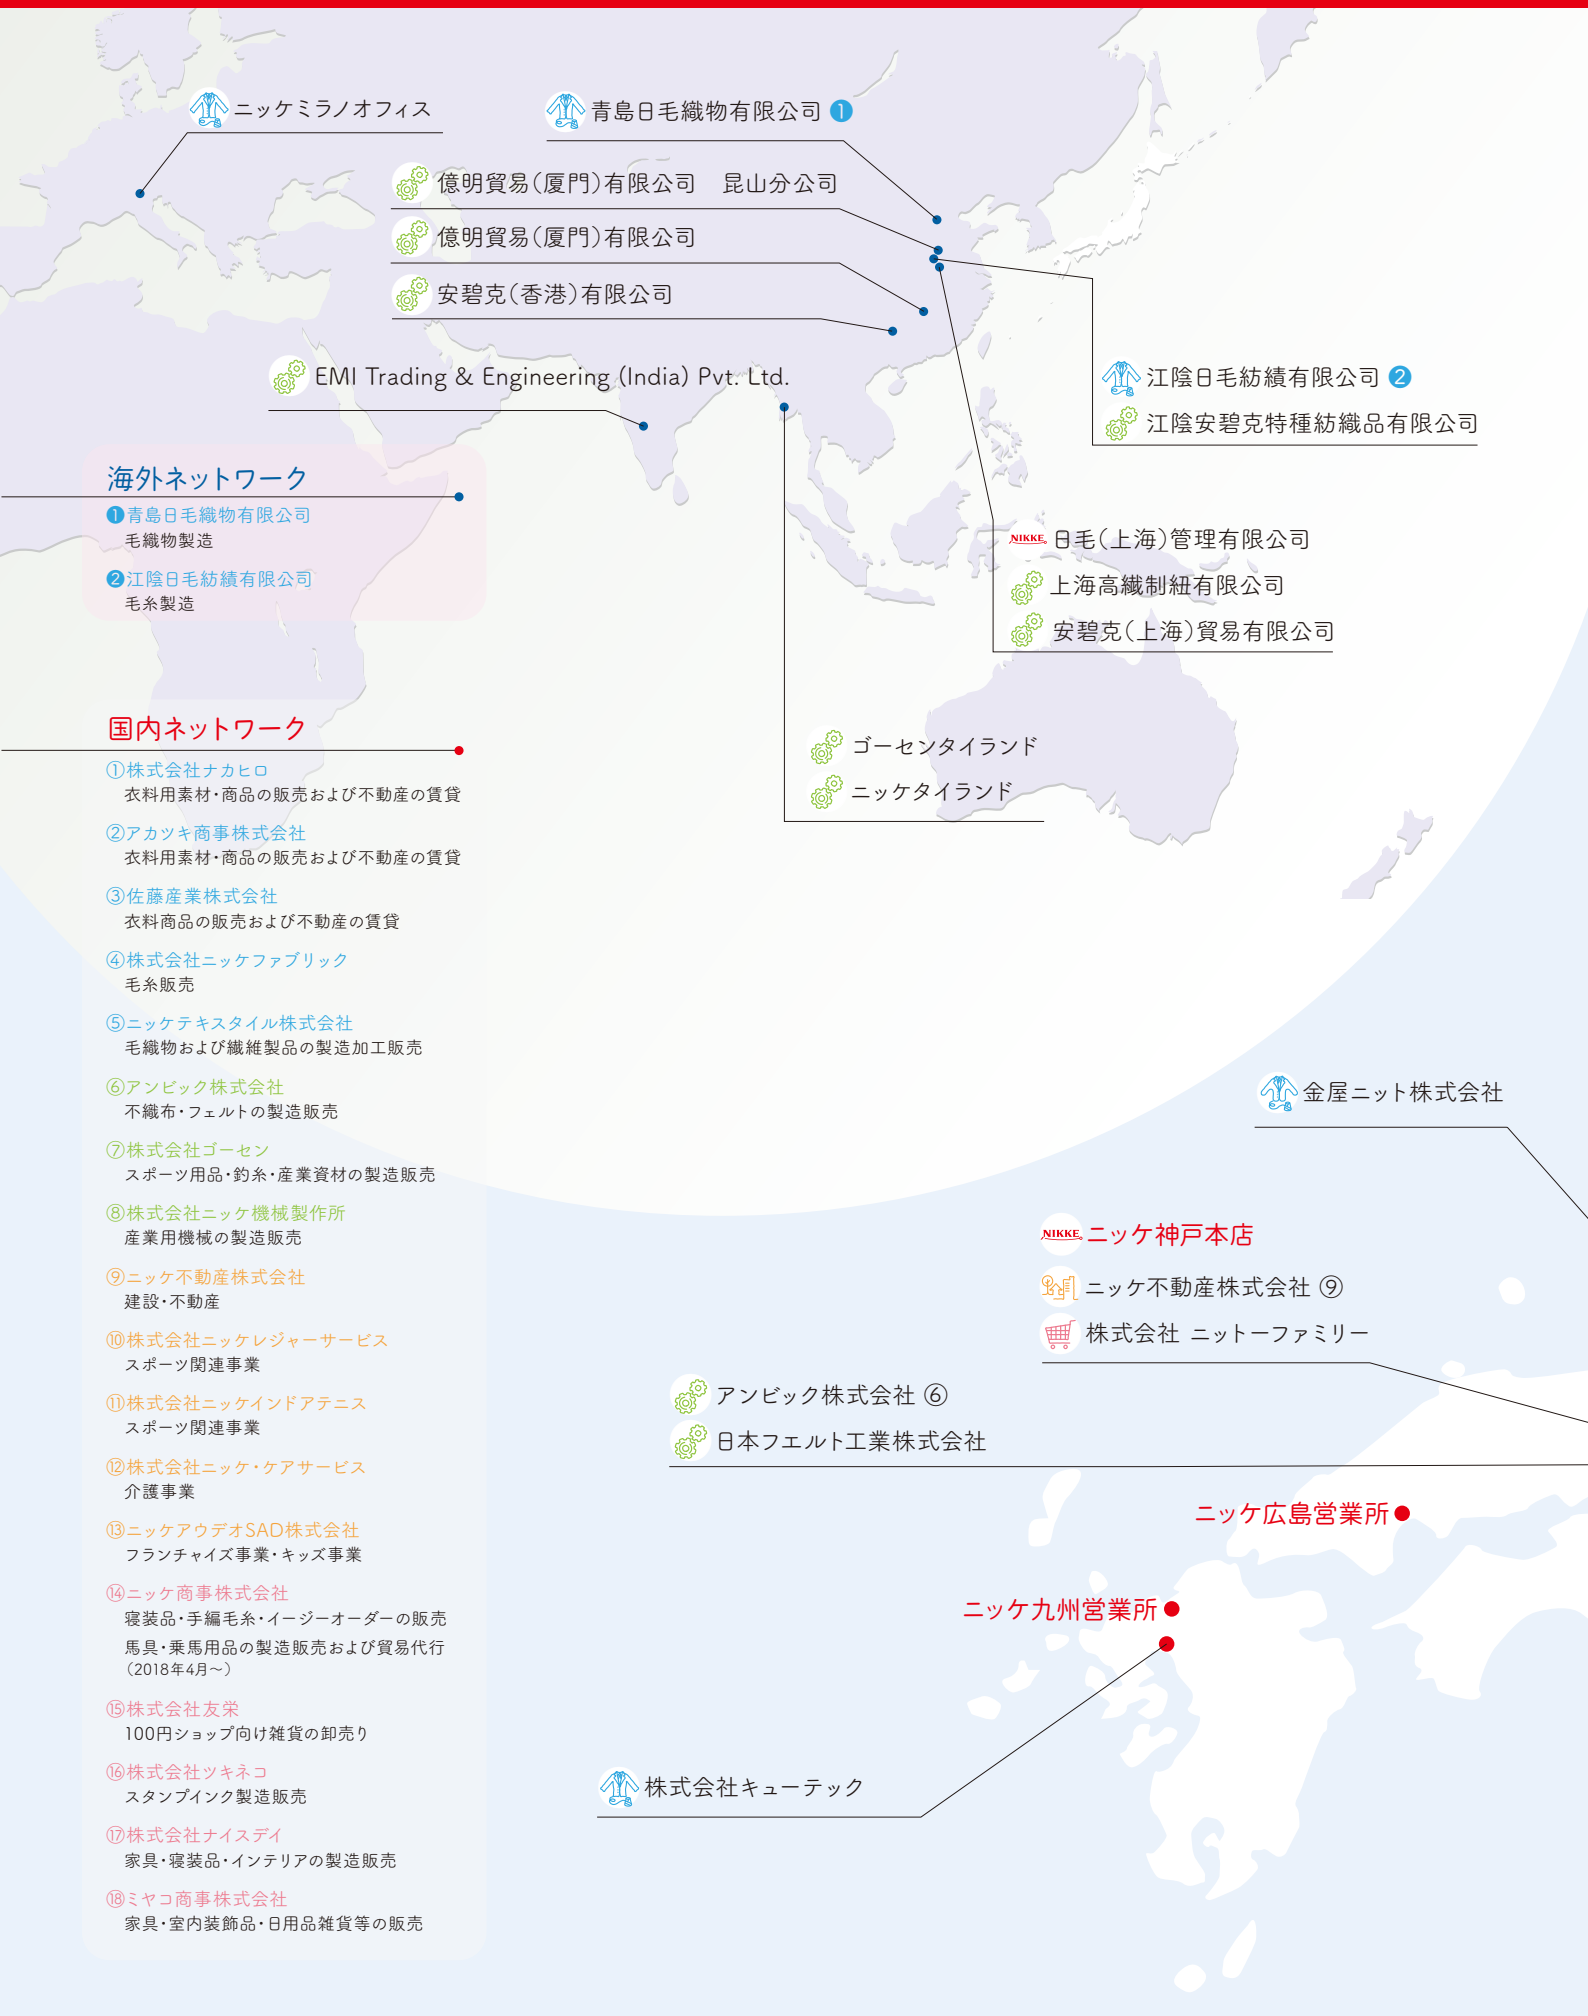 ニッケミラノオフィス
青島日毛織物有限公司 ❶
億明貿易(厦門)有限公司　昆山分公司
億明貿易(厦門)有限公司
安碧克(香港)有限公司
EMI Trading & Engineering (India) Pvt. Ltd.
江陰日毛紡績有限公司 ❷
江陰安碧克特種紡織品有限公司
NIKKE 日毛(上海)管理有限公司
上海高織制紐有限公司
安碧克(上海)貿易有限公司
ゴーセンタイランド
ニッケタイランド
海外ネットワーク
❶青島日毛織物有限公司
毛織物製造
❷江陰日毛紡績有限公司
毛糸製造
国内ネットワーク
①株式会社ナカヒロ
衣料用素材・商品の販売および不動産の賃貸
②アカツキ商事株式会社
衣料用素材・商品の販売および不動産の賃貸
③佐藤産業株式会社
衣料商品の販売および不動産の賃貸
④株式会社ニッケファブリック
毛糸販売
⑤ニッケテキスタイル株式会社
毛織物および繊維製品の製造加工販売
⑥アンビック株式会社
不織布・フェルトの製造販売
⑦株式会社ゴーセン
スポーツ用品・釣糸・産業資材の製造販売
⑧株式会社ニッケ機械製作所
産業用機械の製造販売
⑨ニッケ不動産株式会社
建設・不動産
⑩株式会社ニッケレジャーサービス
スポーツ関連事業
⑪株式会社ニッケインドアテニス
スポーツ関連事業
⑫株式会社ニッケ・ケアサービス
介護事業
⑬ニッケアウデオSAD株式会社
フランチャイズ事業・キッズ事業
⑭ニッケ商事株式会社
寝装品・手編毛糸・イージーオーダーの販売
馬具・乗馬用品の製造販売および貿易代行
(2018年4月〜)
⑮株式会社友栄
100円ショップ向け雑貨の卸売り
⑯株式会社ツキネコ
スタンプインク製造販売
⑰株式会社ナイスデイ
家具・寝装品・インテリアの製造販売
⑱ミヤコ商事株式会社
家具・室内装飾品・日用品雑貨等の販売
金屋ニット株式会社
NIKKE ニッケ神戸本店
ニッケ不動産株式会社 ⑨
株式会社 ニットーファミリー
アンビック株式会社 ⑥
日本フエルト工業株式会社
ニッケ広島営業所
ニッケ九州営業所
株式会社キューテック